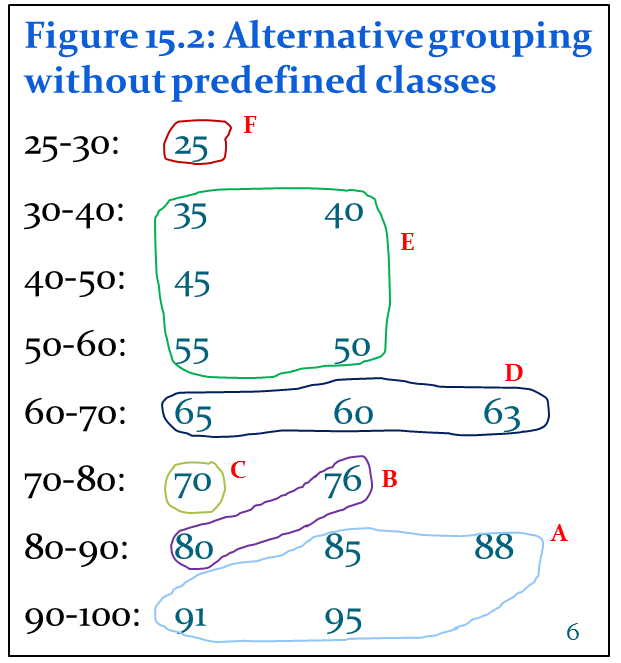 Figure 15.2: Alternative grouping
without predefined classes
25-30: 25 F
30-40: 35 40
E
40-50: 45
50-60: 55 50
D
60-70: 65 60 63
70-80: 70 C 76 B
80-90: 80 85 88 A
90-100: 91 95
6